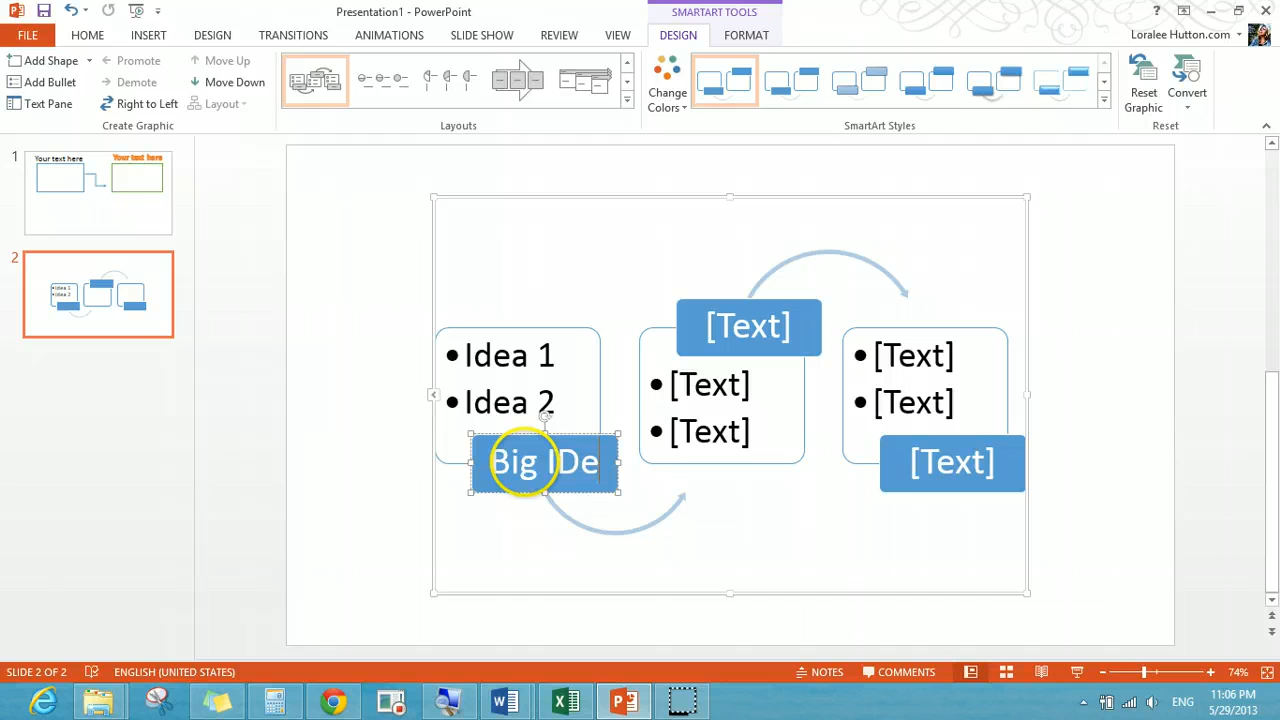 Presentation1 - PowerPoint
SMARTART TOOLS
?
FILE
HOME
INSERT
DESIGN
TRANSITIONS
ANIMATIONS
SLIDE SHOW
REVIEW
VIEW
DESIGN
FORMAT
Loralee Hutton.com
Add Shape
Promote
Move Up
Add Bullet
Demote
Move Down
Text Pane
Right to Left
Layout
Create Graphic
Layouts
Change
Colors
SmartArt Styles
Reset
Graphic
Convert
Reset
1
Your text here
Your text here
2
•Idea 1
•Idea 2
•Idea 1
•Idea 2
Big IDe
[Text]
•[Text]
•[Text]
•[Text]
•[Text]
[Text]
SLIDE 2 OF 2
ENGLISH (UNITED STATES)
NOTES
COMMENTS
74%
ENG
11:06 PM
5/29/2013